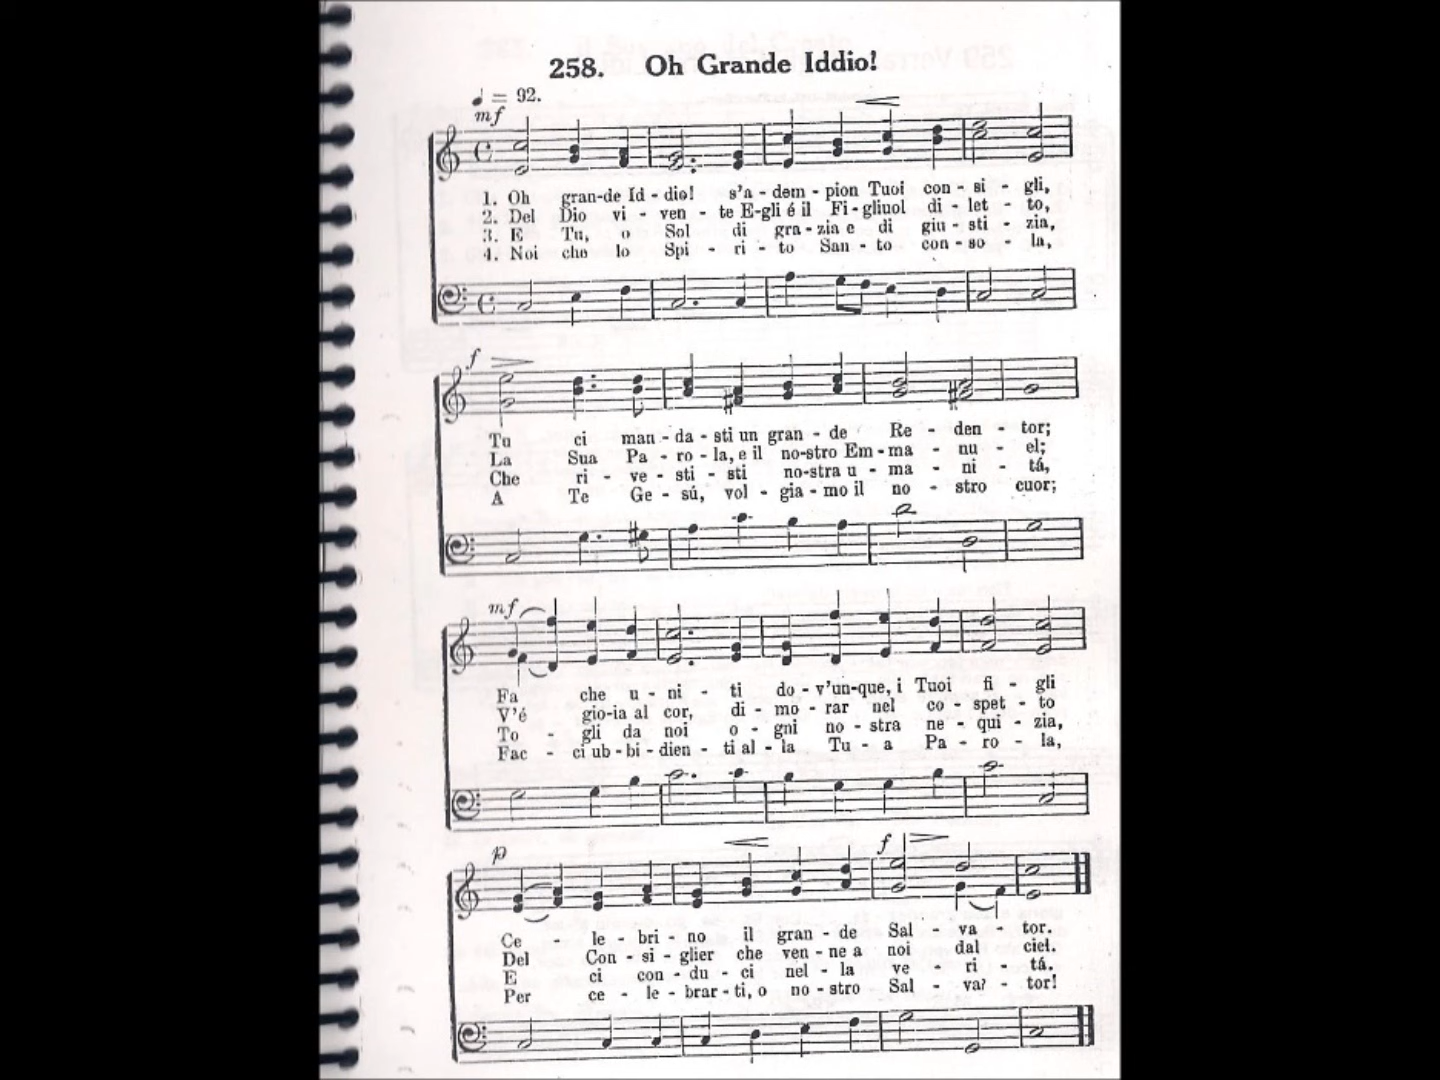 258. Oh Grande Iddio!
♩ = 92.
mf
1. Oh gran-de Id - dio! s'a - dem - pion Tuoi con - si - gli,
2. Del Dio vi - ven - te E-gli é il Fi-gliuol di - let - to,
3. E Tu, o Sol di gra - zia e di giu - sti - zia,
4. Noi che lo Spi - ri - to San - to con - so - la,
f
Tu ci man - da - sti un gran - de Re - den - tor;
La Sua Pa - ro - la, e il no-stro Em - ma - nu - el;
Che ri - ve - sti - sti no-stra u - ma - ni - tá,
A Te Ge - sú, vol - gia - mo il no - stro cuor;
mf
Fa che u - ni - ti do - v'un-que, i Tuoi fi - gli
V'é gio-ia al cor, di - mo - rar nel co - spet - to
To - gli da noi o - gni no - stra ne - qui - zia,
Fac - ci ub - bi - dien - ti al - la Tu - a Pa - ro - la,
p f
Ce - le - bri - no il gran - de Sal - va - tor.
Del Con - si - glier che ven - ne a noi dal ciel.
E ci con - du - ci nel - la ve - ri - tá.
Per ce - le - brar - ti, o no - stro Sal - va? - tor!